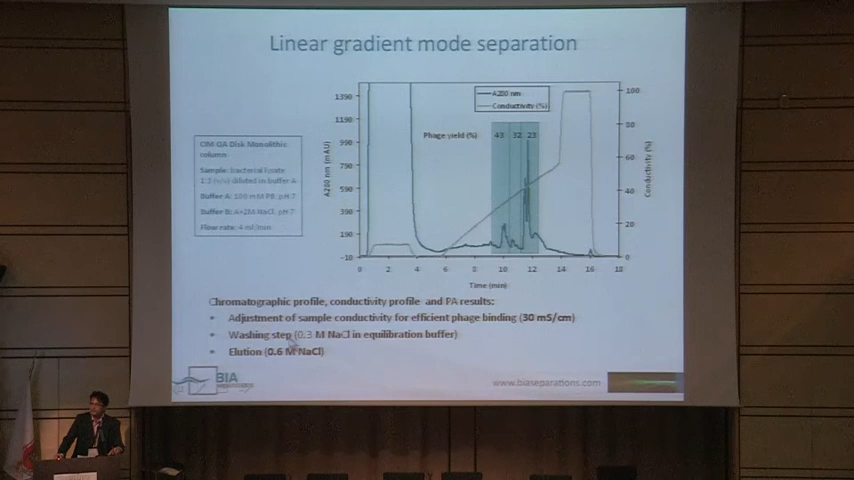 Linear gradient mode separation
1390
1190
990
790
590
390
190
-10
A280 nm (mAU)
A280 nm
Conductivity (%)
Phage yield (%) 43 32 23
100
80
60
40
20
0
Conductivity (%)
0 2 4 6 8 10 12 14 16 18
Time (min)
CIM QA Disk Monolithic
column
Sample: bacterial lysate
diluted in buffer A
Buffer A: 100 mM PB, pH 7
Buffer B: A+2M NaCl, pH 7
Flow rate: 4 ml/min
Chromatographic profile, conductivity profile and PA results:
• Adjustment of sample conductivity for efficient phage binding (30 mS/cm)
• Washing step (0.3 M NaCl in equilibration buffer)
• Elution (0.6 M NaCl)
BIA
www.biaseparations.com